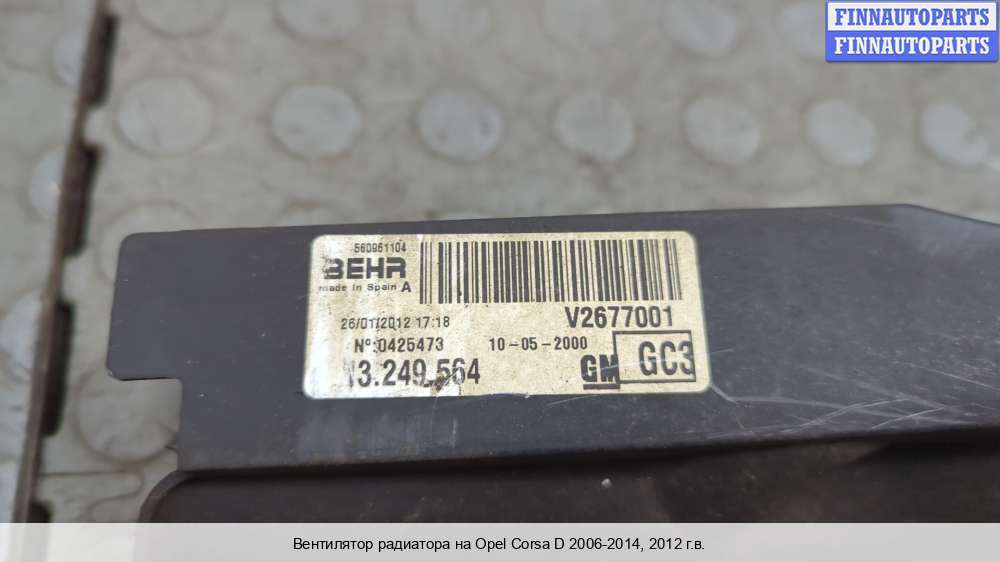 FINNAUTOPARTS
FINNAUTOPARTS
560961104
BEHR
made in Spain A
26/01/2012 17:18
V2677001
Nº:0425473
10-05-2000
13.249.564
GM
GC3
Вентилятор радиатора на Opel Corsa D 2006-2014, 2012 г.в.